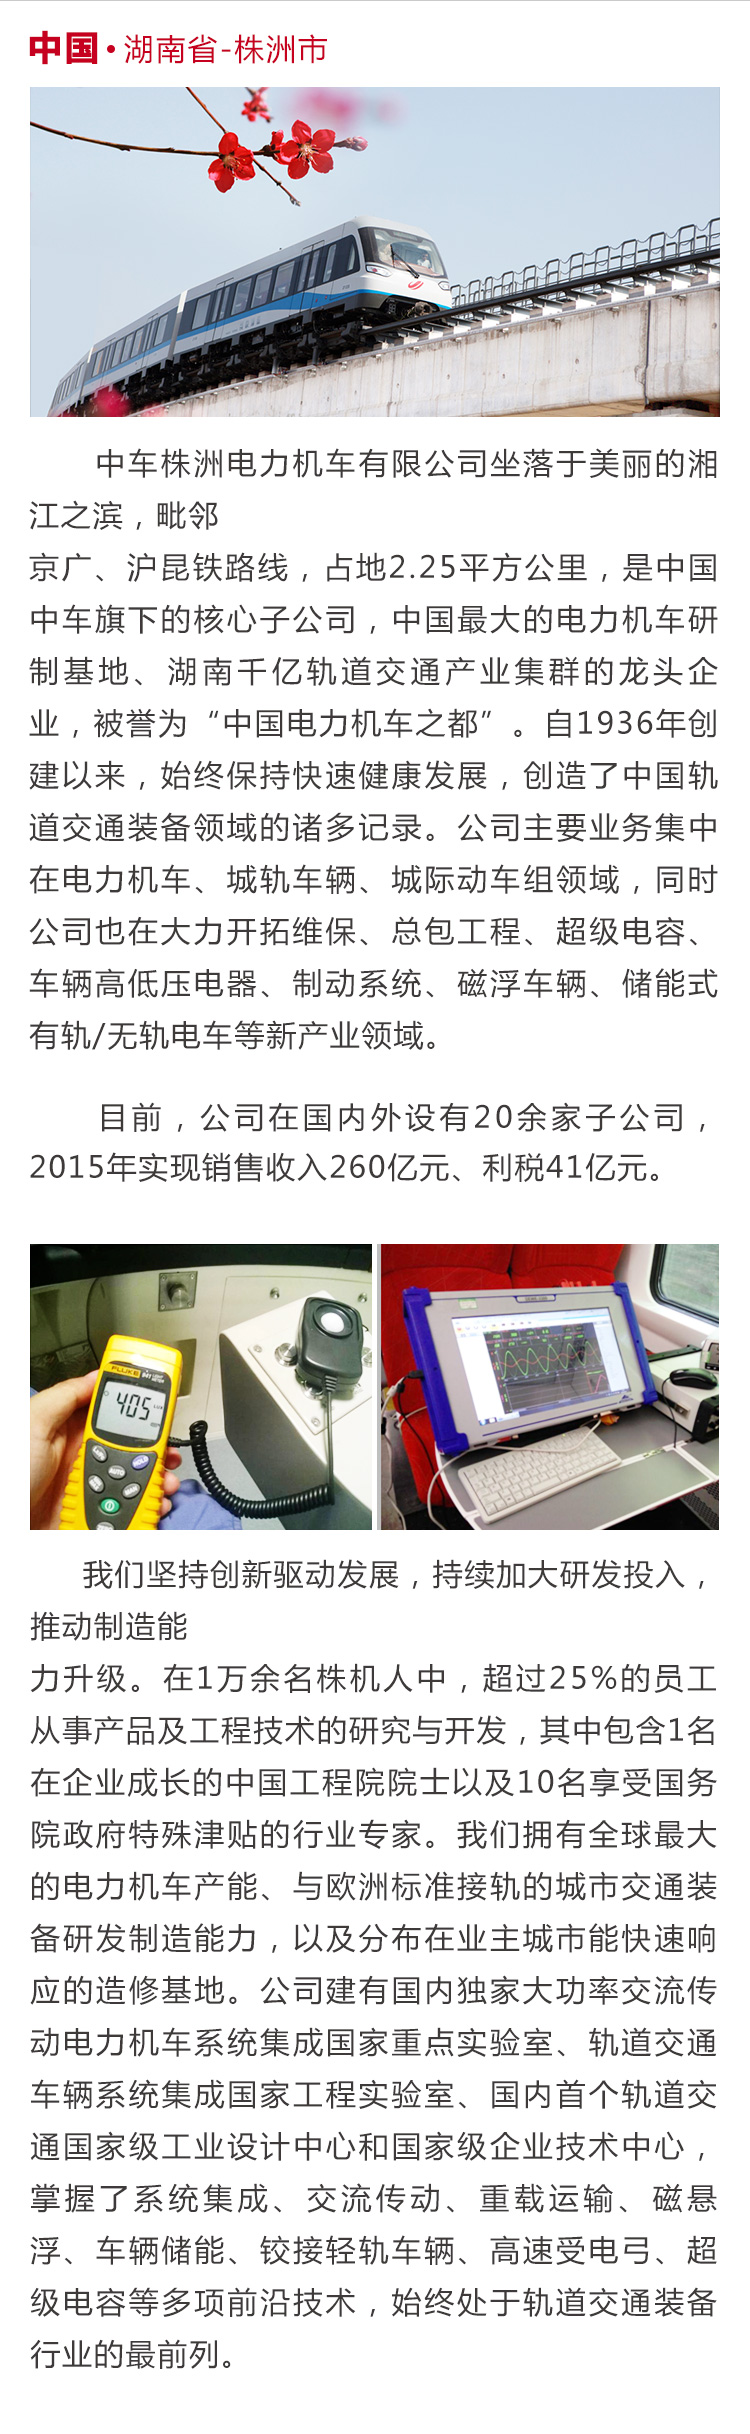 中国·湖南省-株洲市
中车株洲电力机车有限公司坐落于美丽的湘
江之滨，毗邻
京广、沪昆铁路线，占地2.25平方公里，是中国
中车旗下的核心子公司，中国最大的电力机车研
制基地、湖南千亿轨道交通产业集群的龙头企
业，被誉为“中国电力机车之都”。自1936年创
建以来，始终保持快速健康发展，创造了中国轨
道交通装备领域的诸多记录。公司主要业务集中
在电力机车、城轨车辆、城际动车组领域，同时
公司也在大力开拓维保、总包工程、超级电容、
车辆高低压电器、制动系统、磁浮车辆、储能式
有轨/无轨电车等新产业领域。
目前，公司在国内外设有20余家子公司，
2015年实现销售收入260亿元、利税41亿元。
FLUKE 941 LIGHT METER
405
LUX
HOLD
AUTO
我们坚持创新驱动发展，持续加大研发投入，
推动制造能
力升级。在1万余名株机人中，超过25%的员工
从事产品及工程技术的研究与开发，其中包含1名
在企业成长的中国工程院院士以及10名享受国务
院政府特殊津贴的行业专家。我们拥有全球最大
的电力机车产能、与欧洲标准接轨的城市交通装
备研发制造能力，以及分布在业主城市能快速响
应的造修基地。公司建有国内独家大功率交流传
动电力机车系统集成国家重点实验室、轨道交通
车辆系统集成国家工程实验室、国内首个轨道交
通国家级工业设计中心和国家级企业技术中心，
掌握了系统集成、交流传动、重载运输、磁悬
浮、车辆储能、铰接轻轨车辆、高速受电弓、超
级电容等多项前沿技术，始终处于轨道交通装备
行业的最前列。